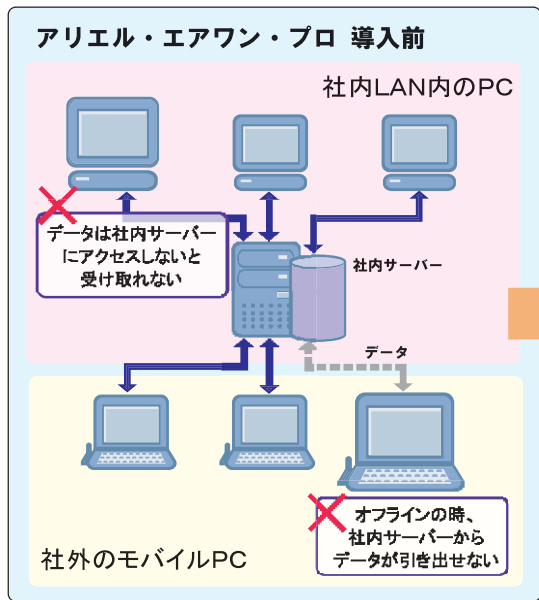 アリエル・エアワン・プロ 導入前
社内LAN内のPC
データは社内サーバー
にアクセスしないと
受け取れない
社内サーバー
データ
オフラインの時、
社内サーバーから
データが引き出せない
社外のモバイルPC